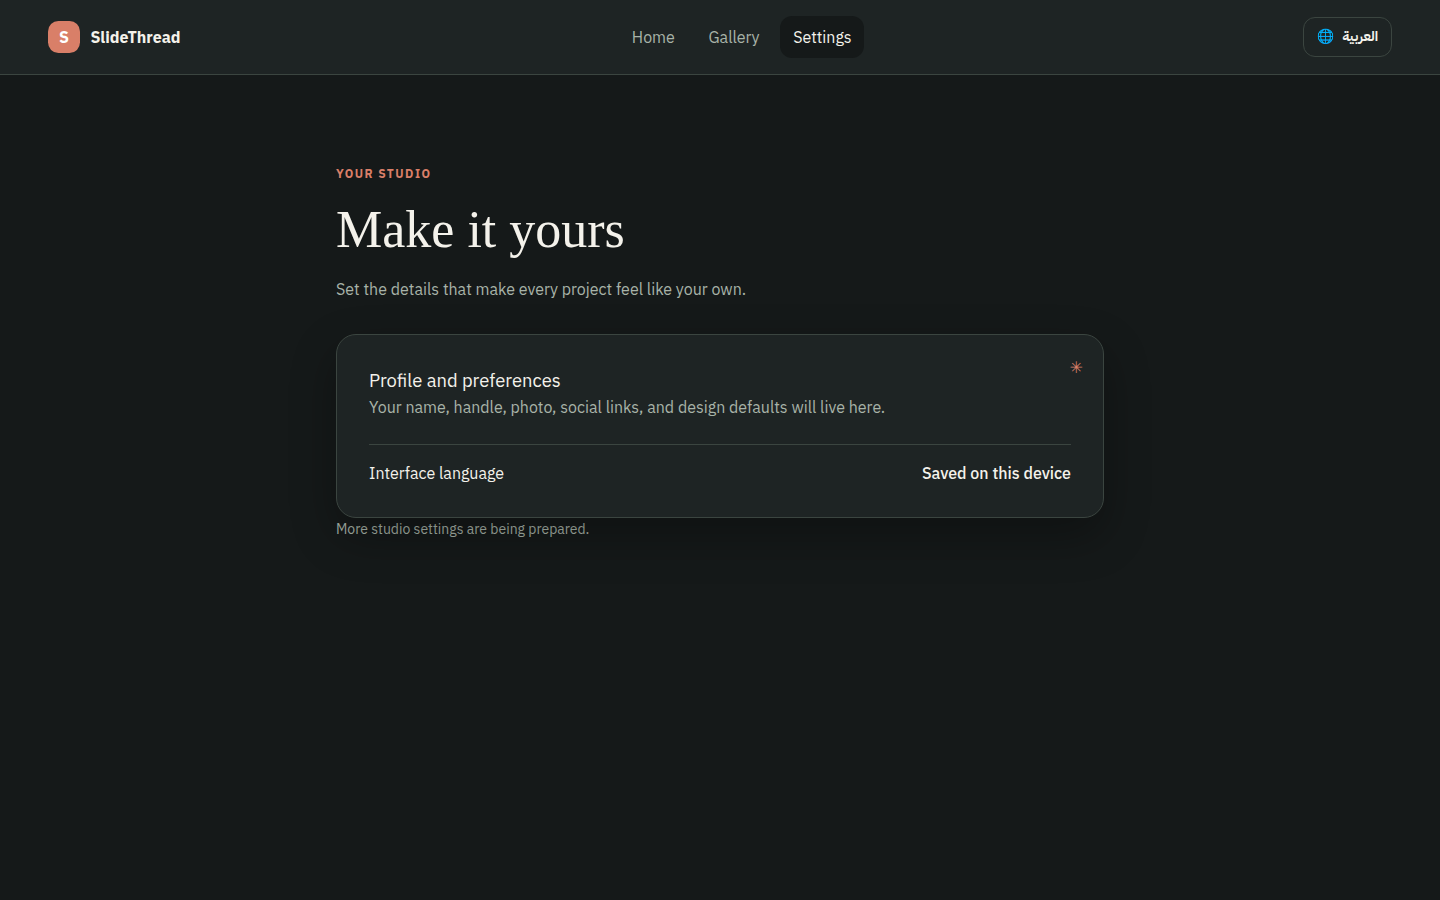 S SlideThread Home Gallery Settings 🌐 العربية
YOUR STUDIO
Make it yours
Set the details that make every project feel like your own.
Profile and preferences
Your name, handle, photo, social links, and design defaults will live here.
Interface language Saved on this device
More studio settings are being prepared.